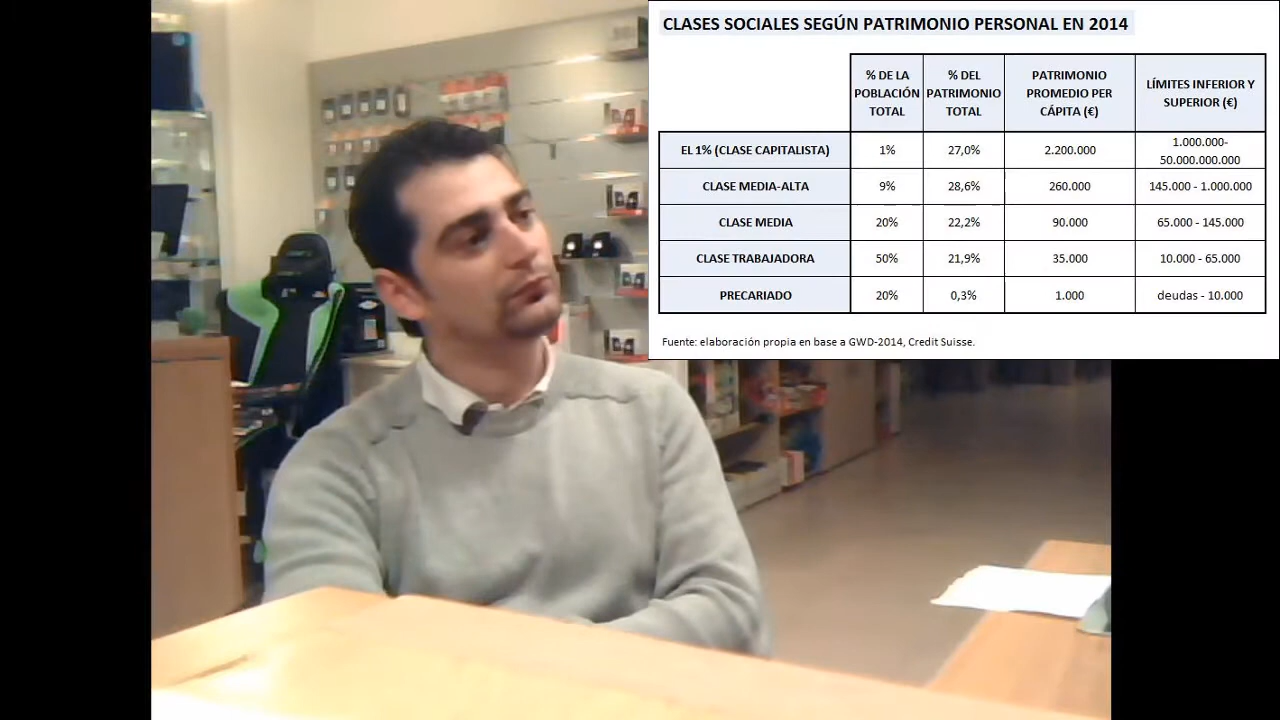 CLASES SOCIALES SEGÚN PATRIMONIO PERSONAL EN 2014
% DE LA POBLACIÓN TOTAL % DEL PATRIMONIO TOTAL PATRIMONIO PROMEDIO PER CÁPITA (€) LÍMITES INFERIOR Y SUPERIOR (€)
EL 1% (CLASE CAPITALISTA) 1% 27,0% 2.200.000 1.000.000-50.000.000.000
CLASE MEDIA-ALTA 9% 28,6% 260.000 145.000 - 1.000.000
CLASE MEDIA 20% 22,2% 90.000 65.000 - 145.000
CLASE TRABAJADORA 50% 21,9% 35.000 10.000 - 65.000
PRECARIADO 20% 0,3% 1.000 deudas - 10.000
Fuente: elaboración propia en base a GWD-2014, Credit Suisse.